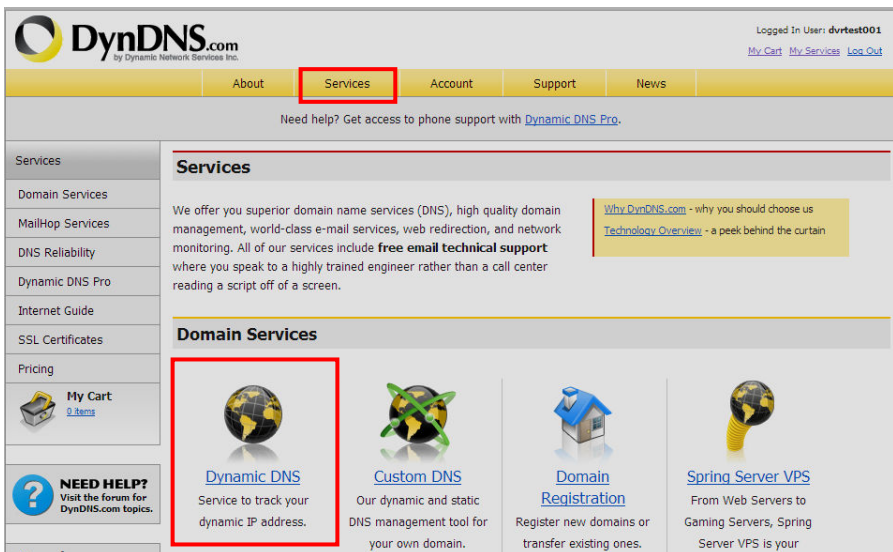 DynDNS.com
by Dynamic Network Services Inc.
Logged In User: dvrtest001
My Cart My Services Log Out
About Services Account Support News
Need help? Get access to phone support with Dynamic DNS Pro.
Services
Domain Services
MailHop Services
DNS Reliability
Dynamic DNS Pro
Internet Guide
SSL Certificates
Pricing
My Cart
0 items
NEED HELP?
Visit the forum for
DynDNS.com topics.
Services
We offer you superior domain name services (DNS), high quality domain
management, world-class e-mail services, web redirection, and network
monitoring. All of our services include free email technical support
where you speak to a highly trained engineer rather than a call center
reading a script off of a screen.
Why DynDNS.com - why you should choose us
Technology Overview - a peek behind the curtain
Domain Services
Dynamic DNS
Service to track your
dynamic IP address.
Custom DNS
Our dynamic and static
DNS management tool for
your own domain.
Domain
Registration
Register new domains or
transfer existing ones.
Spring Server VPS
From Web Servers to
Gaming Servers, Spring
Server VPS is your